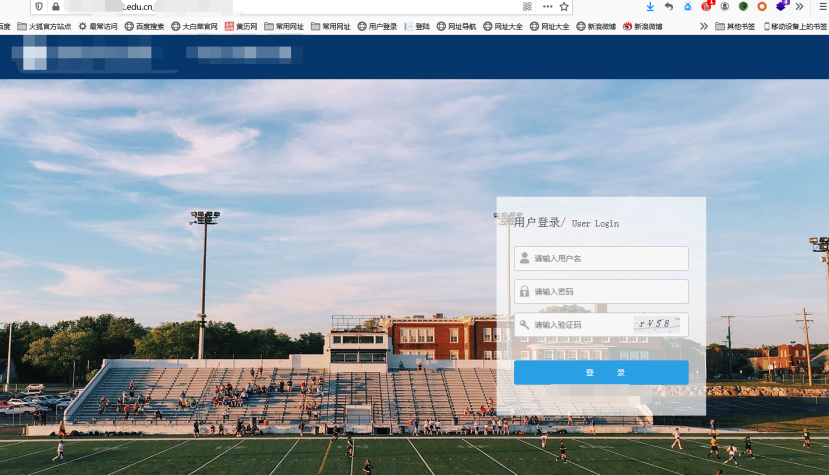 .edu.cn
百度 火狐官方站点 最常访问 百度搜索 大白菜官网 黄历网 常用网址 常用网址 用户登录 登陆 网址导航 网址大全 网址大全 新浪微博 新浪微博 其他书签 移动设备上的书签
用户登录/ User Login
请输入用户名
请输入密码
请输入验证码
登 录